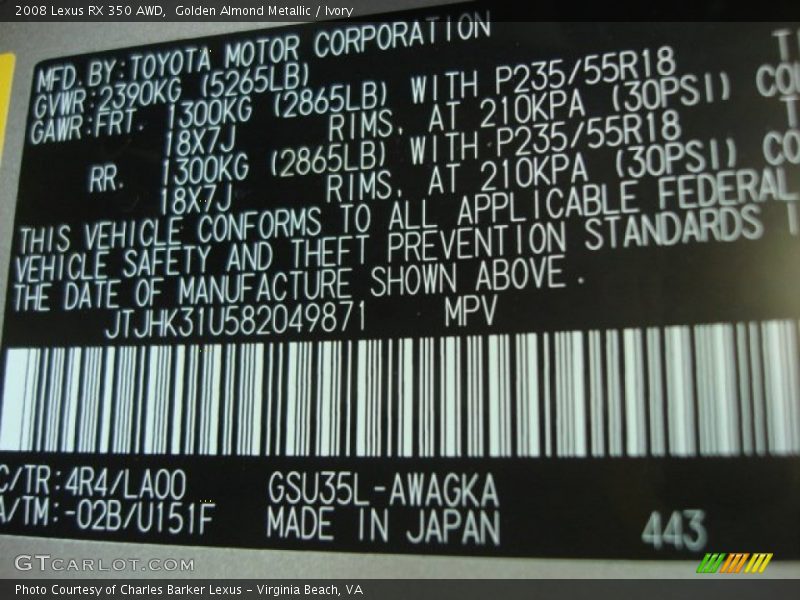 2008 Lexus RX 350 AWD,  Golden Almond Metallic / Ivory
MFD. BY: TOYOTA MOTOR CORPORATION
GVWR: 2390KG (5265LB)
GAWR: FRT. 1300KG (2865LB) WITH P235/55R18
18X7J RIMS, AT 210KPA (30PSI)
RR. 1300KG (2865LB) WITH P235/55R18
18X7J RIMS, AT 210KPA (30PSI)
THIS VEHICLE CONFORMS TO ALL APPLICABLE FEDERAL
VEHICLE SAFETY AND THEFT PREVENTION STANDARDS
THE DATE OF MANUFACTURE SHOWN ABOVE.
JTJHK31U582049871 MPV
C/TR: 4R4/LA00 GSU35L-AWAGKA
A/TM: -02B/U151F MADE IN JAPAN 443
GTCARLOT.COM
Photo Courtesy of Charles Barker Lexus - Virginia Beach, VA